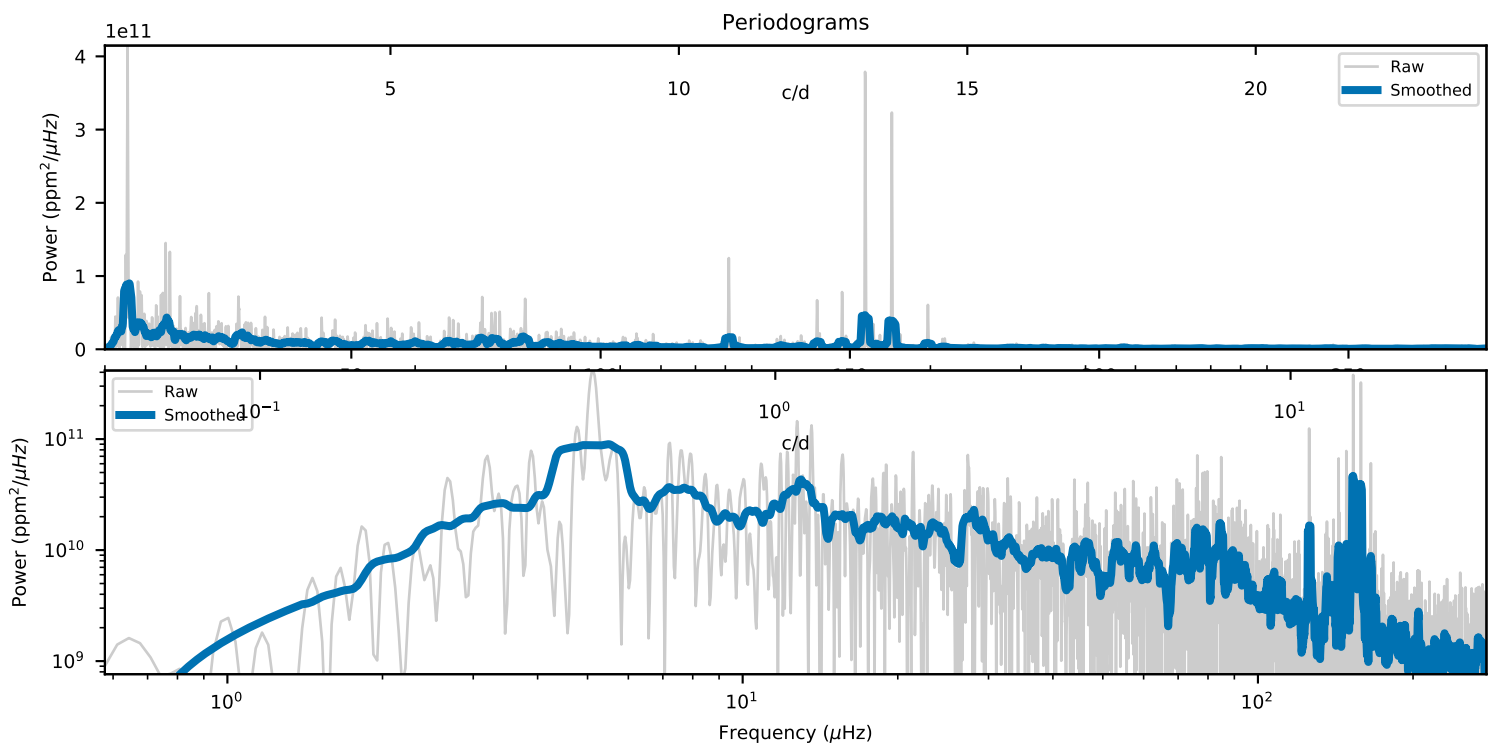 Periodograms
1e11
4
3
2
1
0
Power (ppm²/μHz)
5
10
15
20
c/d
Raw
Smoothed
10⁻¹
10⁰
10¹
c/d
Raw
Smoothed
10¹¹
10¹⁰
10⁹
Power (ppm²/μHz)
10⁰
10¹
10²
Frequency (μHz)